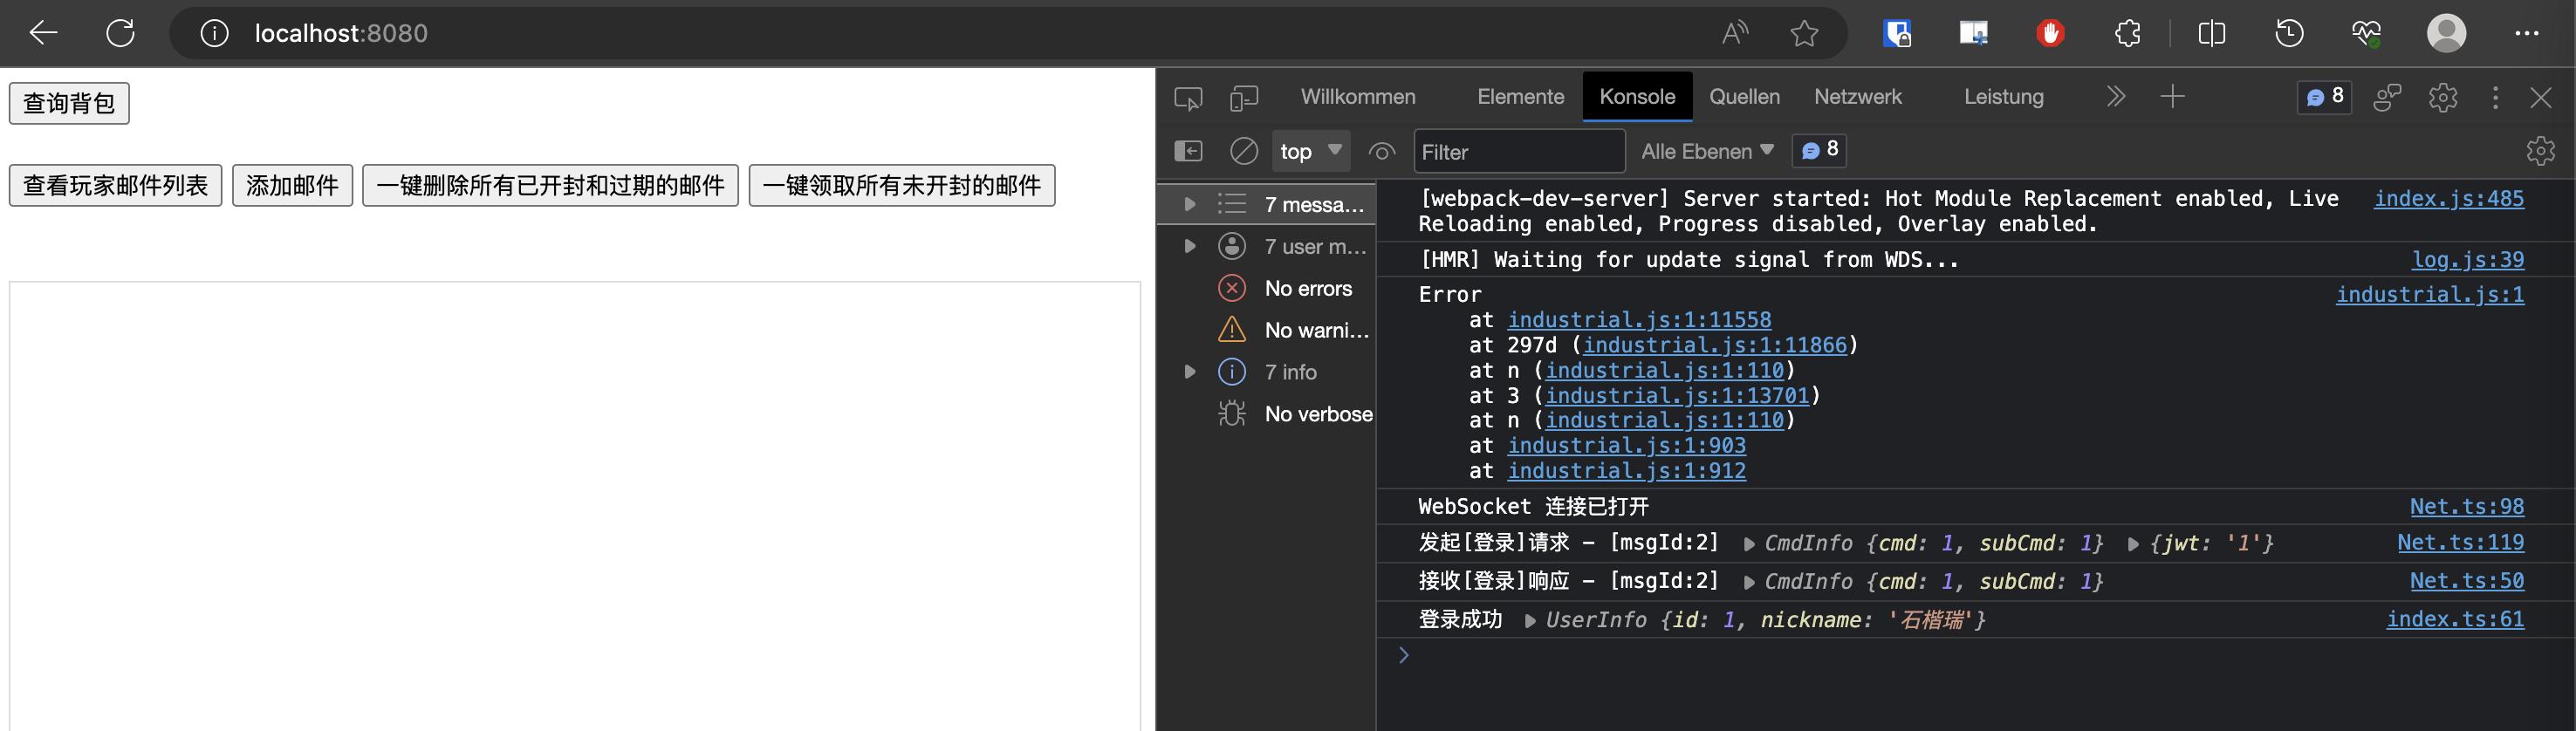 localhost:8080
查询背包
查看玩家邮件列表 添加邮件 一键删除所有已开封和过期的邮件 一键领取所有未开封的邮件
Willkommen Elemente Konsole Quellen Netzwerk Leistung 8
top Filter Alle Ebenen 8
7 messa...
7 user m...
No errors
No warni...
7 info
No verbose
[webpack-dev-server] Server started: Hot Module Replacement enabled, Live index.js:485
Reloading enabled, Progress disabled, Overlay enabled.
[HMR] Waiting for update signal from WDS... log.js:39
Error industrial.js:1
at industrial.js:1:11558
at 297d (industrial.js:1:11866)
at n (industrial.js:1:110)
at 3 (industrial.js:1:13701)
at n (industrial.js:1:110)
at industrial.js:1:903
at industrial.js:1:912
WebSocket 连接已打开 Net.ts:98
发起[登录]请求 - [msgId:2] CmdInfo {cmd: 1, subCmd: 1} {jwt: '1'} Net.ts:119
接收[登录]响应 - [msgId:2] CmdInfo {cmd: 1, subCmd: 1} Net.ts:50
登录成功 UserInfo {id: 1, nickname: '石楷瑞'} index.ts:61